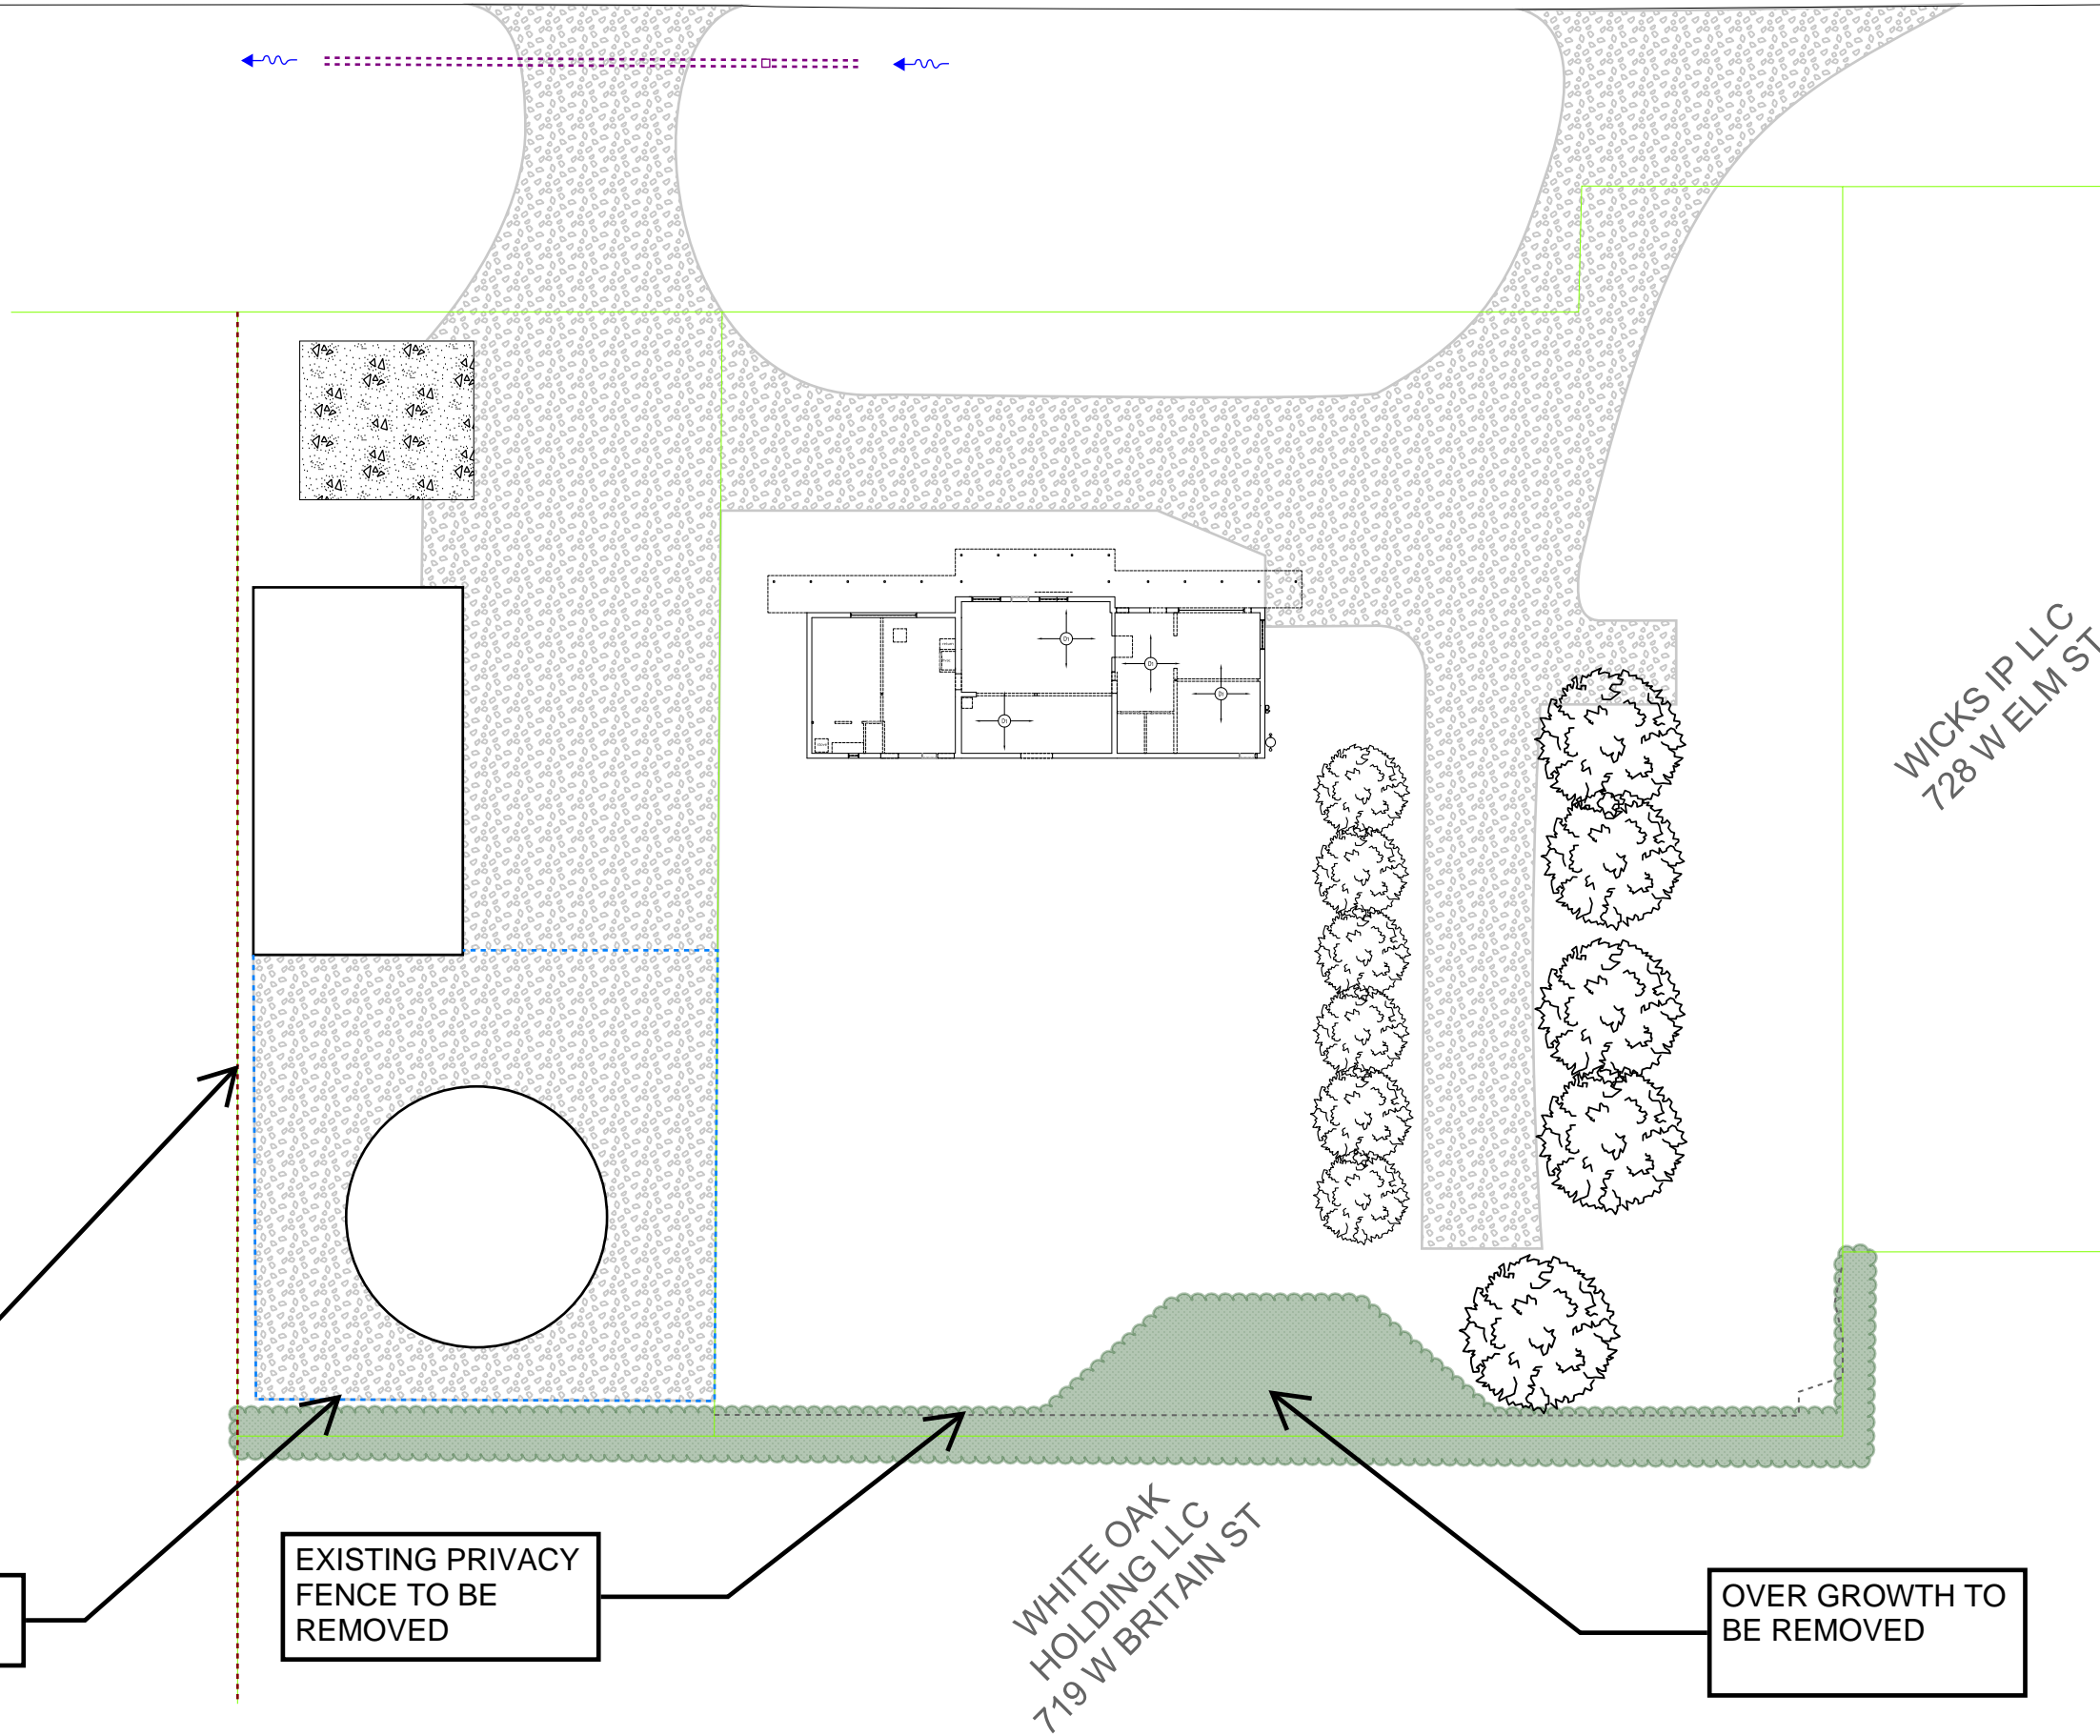 WICKS IP LLC
728 W ELM ST
EXISTING PRIVACY
FENCE TO BE
REMOVED
WHITE OAK
HOLDING LLC
719 W BRITAIN ST
OVER GROWTH TO
BE REMOVED